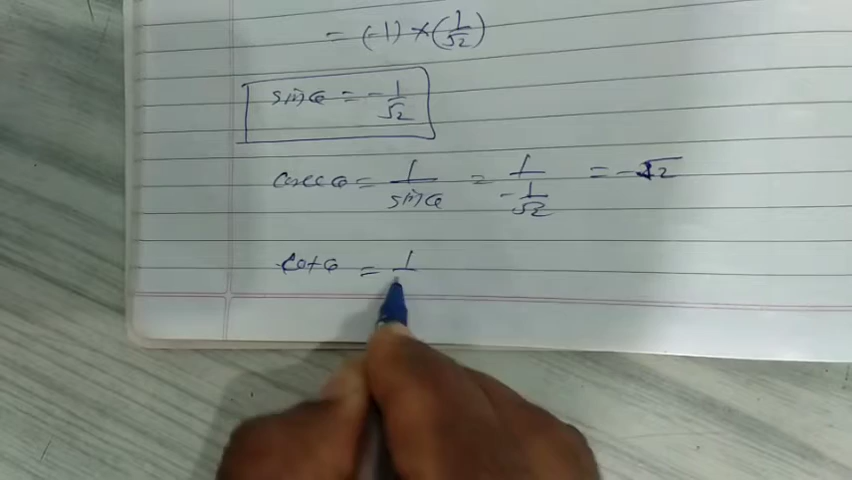 = (-1) × (1/√2)
sinθ = -1/√2
cosecθ = 1/sinθ = 1/-1/√2 = -√2
cotθ = 1/